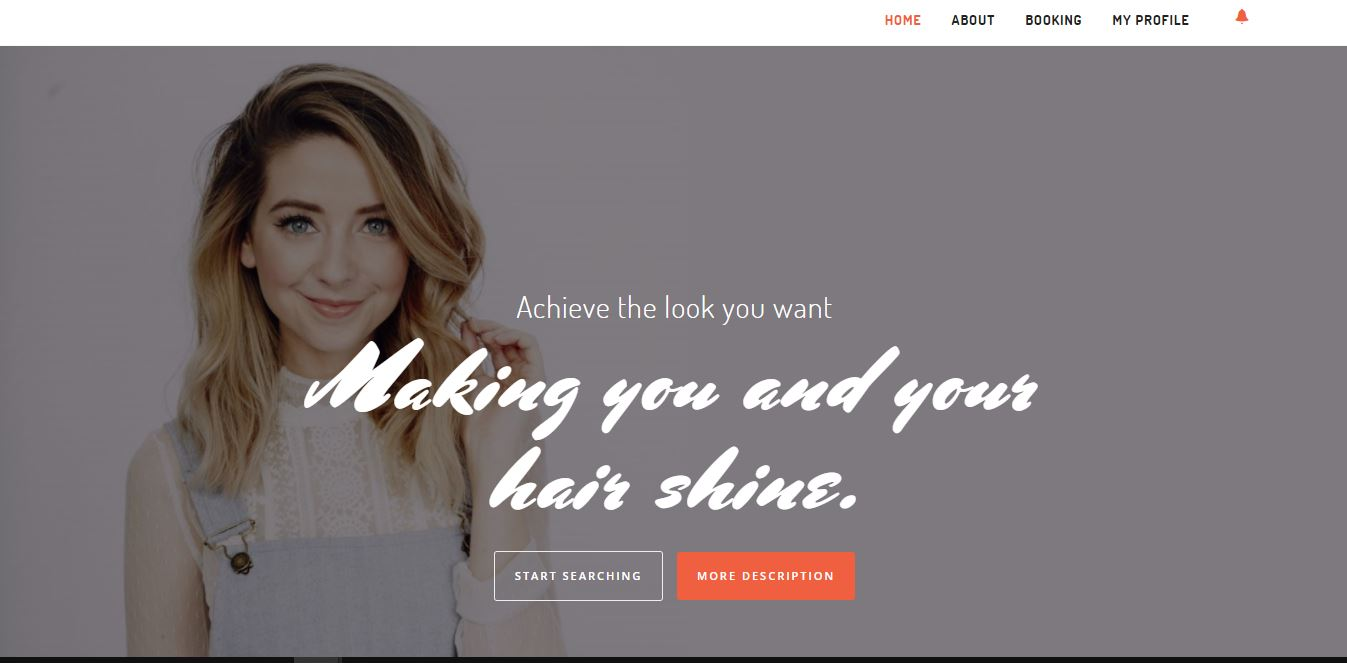 HOME ABOUT BOOKING MY PROFILE
Achieve the look you want
Making you and your
hair shine.
START SEARCHING MORE DESCRIPTION